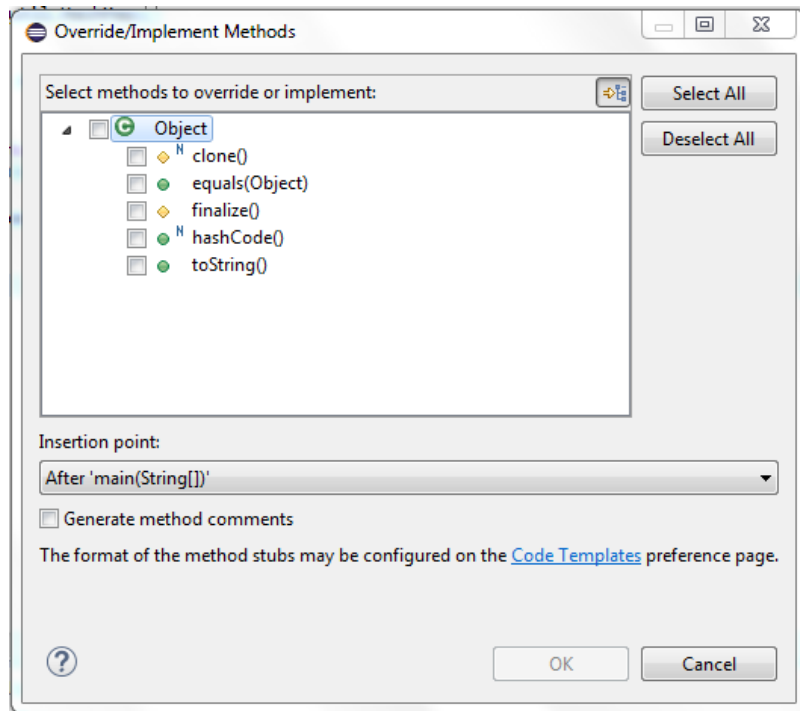 Override/Implement Methods
Select methods to override or implement:
Select All
Deselect All
Object
N clone()
equals(Object)
finalize()
N hashCode()
toString()
Insertion point:
After 'main(String[])'
Generate method comments
The format of the method stubs may be configured on the Code Templates preference page.
?
OK
Cancel